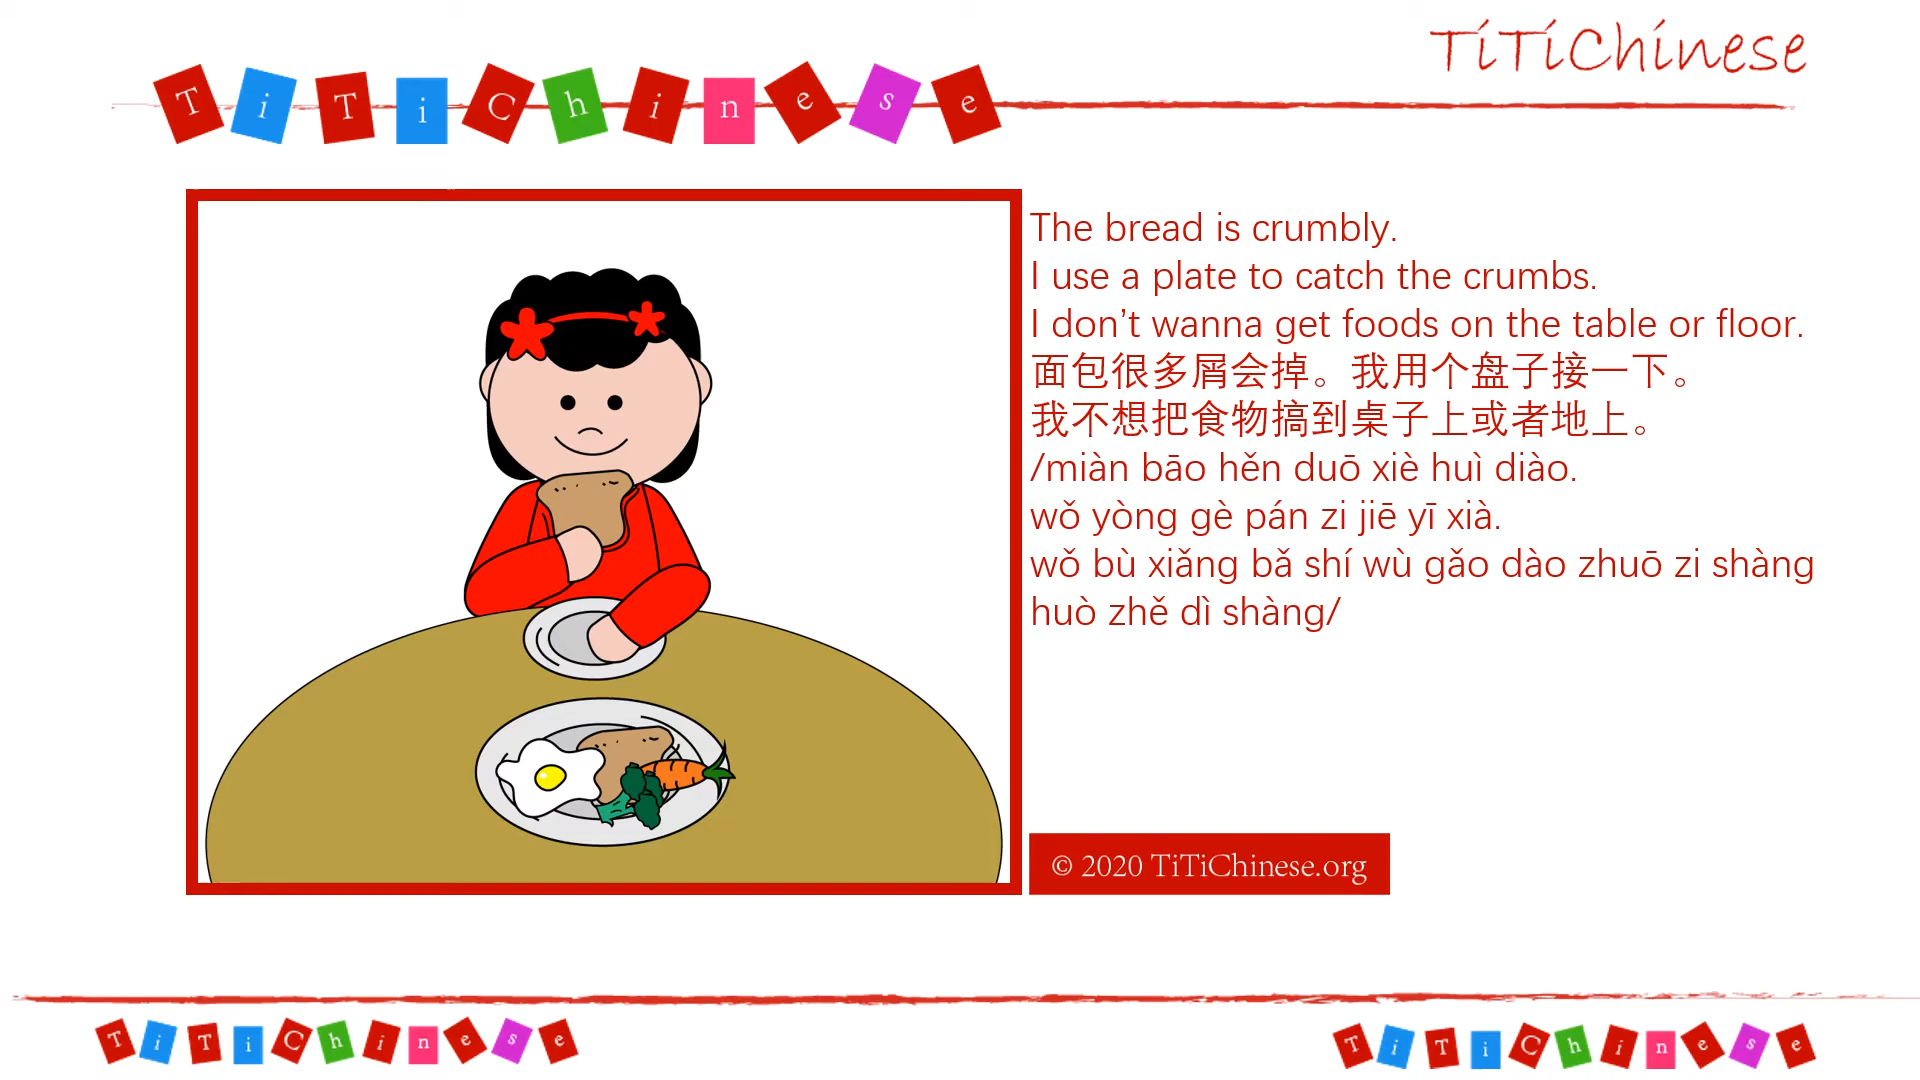 TiTiChinese
TiTiChinese
The bread is crumbly.
I use a plate to catch the crumbs.
I don’t wanna get foods on the table or floor.
面包很多屑会掉。我用个盘子接一下。
我不想把食物搞到桌子上或者地上。
/miàn bāo hěn duō xiè huì diào.
wǒ yòng gè pán zi jiē yī xià.
wǒ bù xiǎng bǎ shí wù gǎo dào zhuō zi shàng
huò zhě dì shàng/
© 2020 TiTiChinese.org
TiTiChinese
TiTiChinese